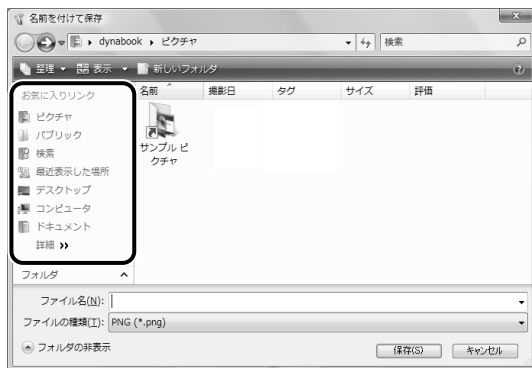 名前を付けて保存
dynabook ピクチャ 検索
整理 表示 新しいフォルダ
お気に入りリンク
ピクチャ
パブリック
検索
最近表示した場所
デスクトップ
コンピュータ
ドキュメント
詳細 >>
フォルダ
名前 撮影日 タグ サイズ 評価
サンプル ピ
クチャ
ファイル名(N):
ファイルの種類(T): PNG (*.png)
フォルダの非表示 保存(S) キャンセル